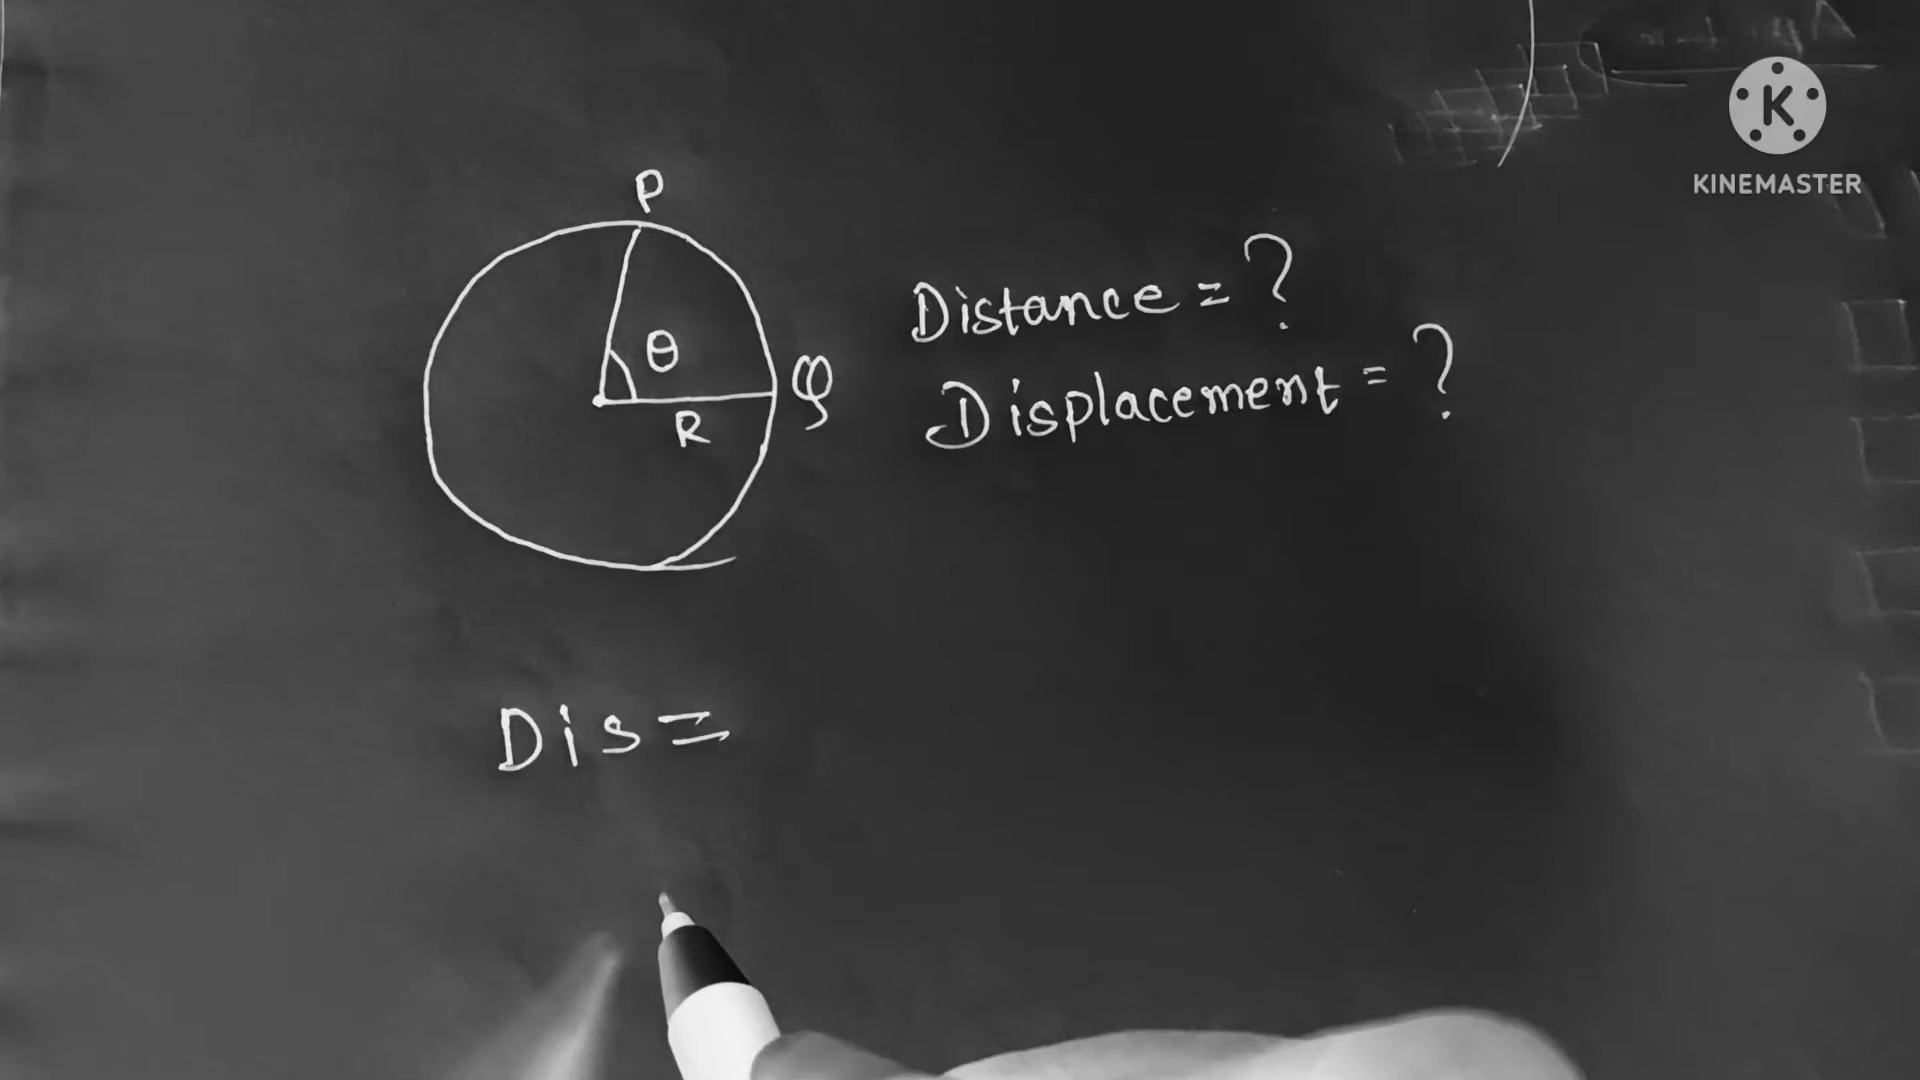 P
θ
R
Q
Distance = ?
Displacement = ?
Dis =
K
KINEMASTER